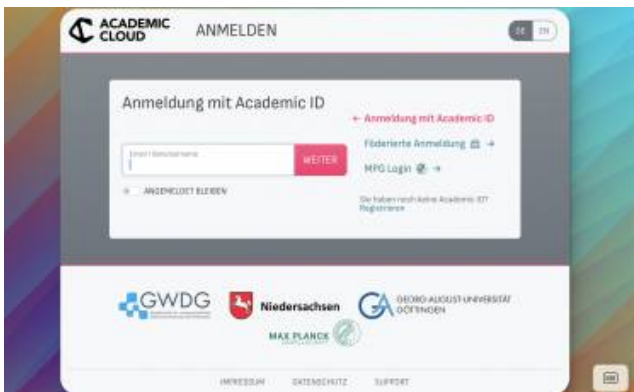 ACADEMIC
CLOUD
ANMELDEN
DE EN
Anmeldung mit Academic ID
← Anmeldung mit Academic ID
Föderierte Anmeldung →
MPG Login →
Email / Benutzername
WEITER
ANGEMELDET BLEIBEN
Sie haben noch keine Academic ID?
Registrieren
GWDG
Niedersachsen
GEORG-AUGUST-UNIVERSITÄT
GÖTTINGEN
MAX PLANCK
IMPRESSUM DATENSCHUTZ SUPPORT